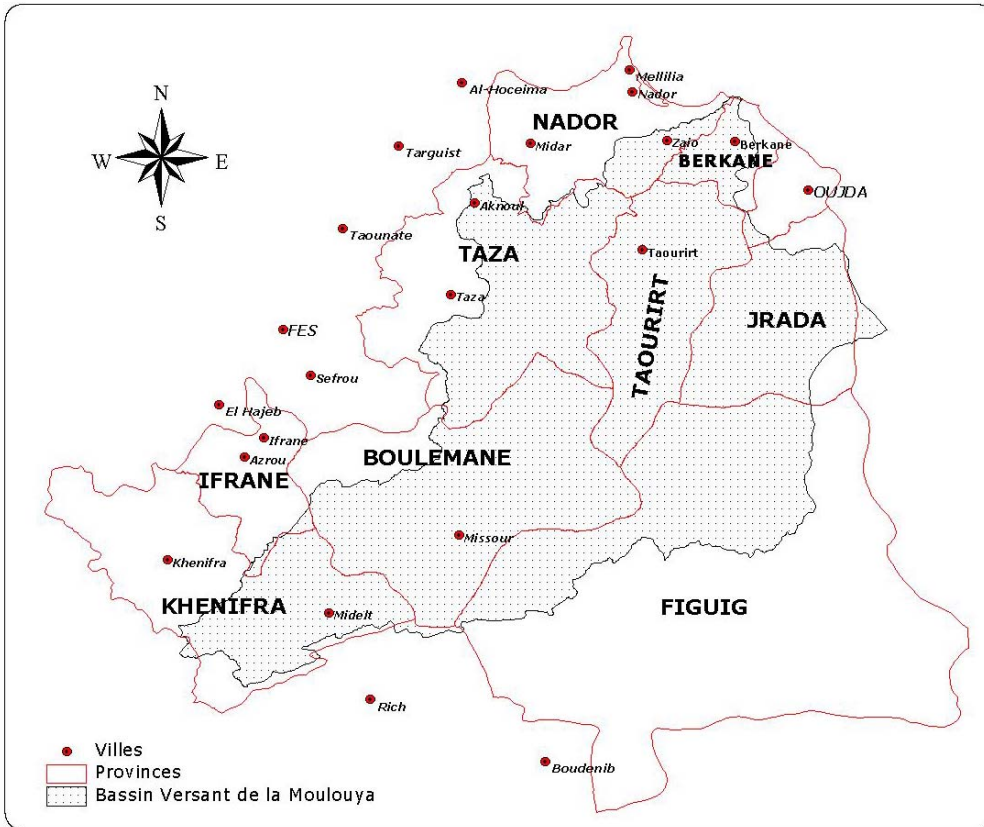 Mellilia
Al-Hoceima
Nador
N
NADOR
Zaio
Berkane
Midar
Targuist
W
E
BERKANE
OUJDA
Aknoul
S
Taounate
TAZA
Taourirt
Taza
TAOURIRT
JRADA
FES
Sefrou
El Hajeb
Ifrane
Azrou
BOULEMANE
IFRANE
Missour
Khenifra
KHENIFRA
Midelt
FIGUIG
Rich
Villes
Boudenib
Provinces
Bassin Versant de la Moulouya